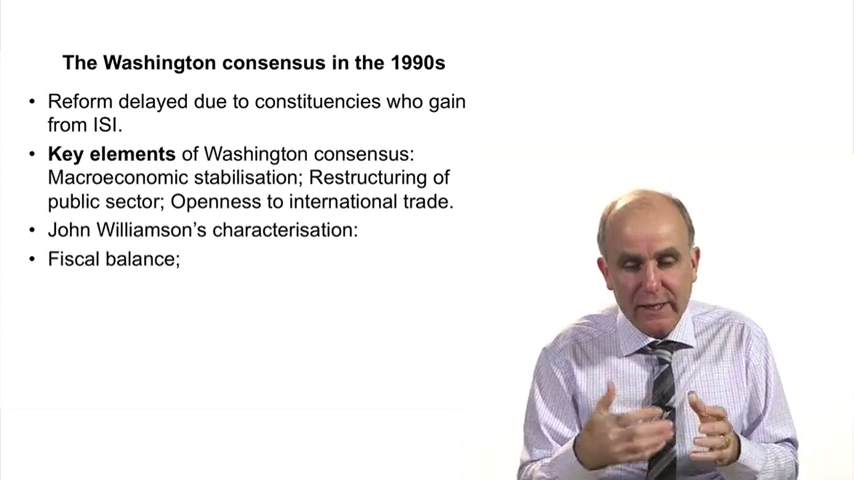 The Washington consensus in the 1990s
• Reform delayed due to constituencies who gain
from ISI.
• Key elements of Washington consensus:
Macroeconomic stabilisation; Restructuring of
public sector; Openness to international trade.
• John Williamson's characterisation:
• Fiscal balance;